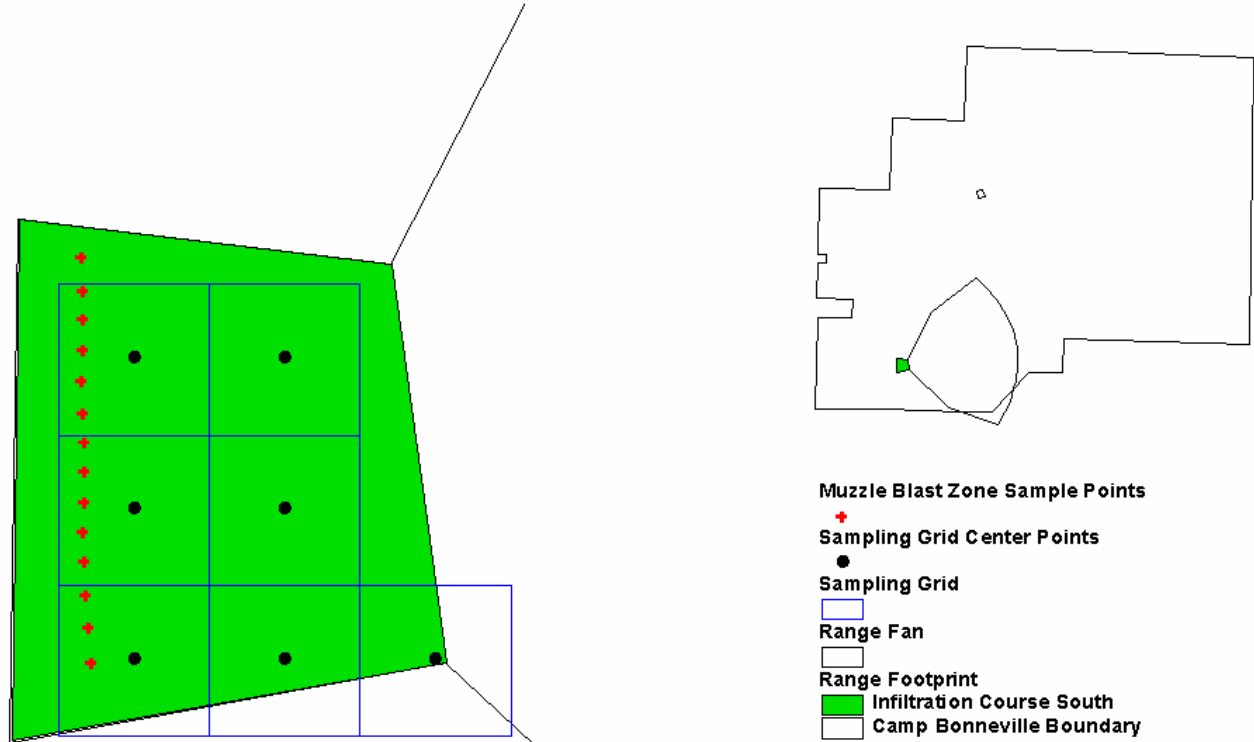 Muzzle Blast Zone Sample Points
Sampling Grid Center Points
Sampling Grid
Range Fan
Range Footprint
Infiltration Course South
Camp Bonneville Boundary